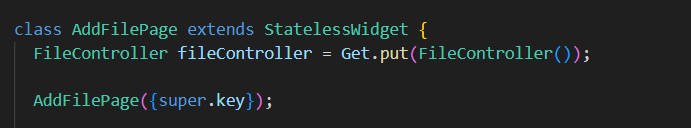 class AddFilePage extends StatelessWidget {
FileController fileController = Get.put(FileController());
AddFilePage({super.key});